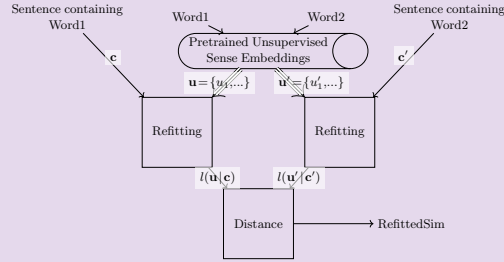 Sentence containing
Word1
Word1
Word2
Sentence containing
Word2
Pretrained Unsupervised
Sense Embeddings
c
c′
u={u₁,...}
u′={u′₁,...}
Refitting
Refitting
l(u|c)
l(u′|c′)
Distance
RefittedSim